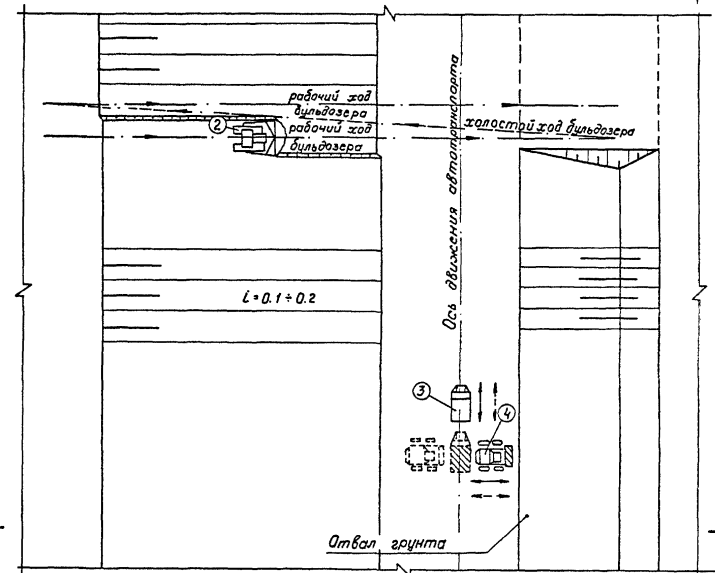 рабочий ход
бульдозера
холостой ход бульдозера
2
рабочий ход
бульдозера
Ось движения автотранспорта
i=0.1÷0.2
3
4
Отвал грунта